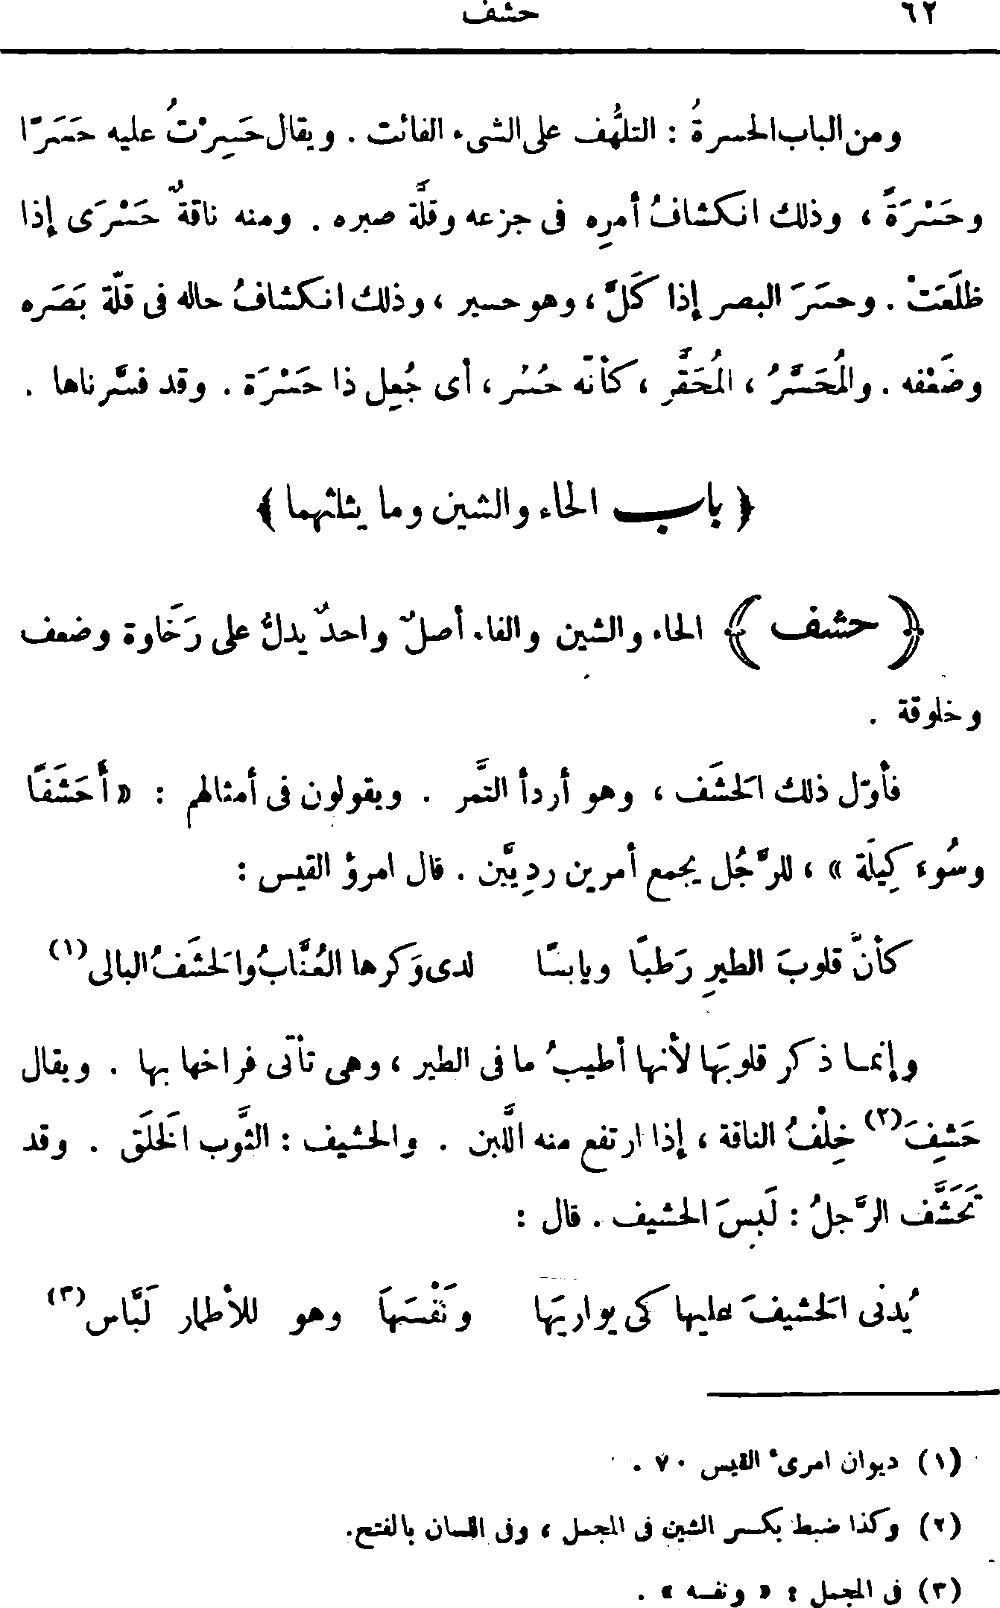 ٦٢ حشف
ومن الباب الحسرةُ : التلهُّف على الشىء الفائت . ويقال حَسِرْتُ عليه حَسَرًا
وحَسْرَةً ، وذلك انكشافُ أمرِه فى جزعه وقلَّة صبره . ومنه ناقةٌ حَسْرَى إذا
ظلَعَتْ . وحسَرَ البصر إذا كَلَّ ، وهو حسير ، وذلك انكشافُ حاله فى قلّة بَصَره
وضَعْفه . والمُحَسَّرُ ، المُحَقَّر ، كأنّه حُسِر ، أى جُعِل ذا حَسْرَة . وقد فسَّرناها .
﴿ باب الحاء والشين وما يثلثهما ﴾
﴿ حشف ﴾ الحاء والشين والفاء أصلٌ واحدٌ يدلُّ على رَخَاوة وضعف
وخلوقة .
فأوّل ذلك الحَشَف ، وهو أردأ التَّمر . ويقولون فى أمثالهم : « أَحَشَفًا
وسُوءَ كِيلَة » ، للرَّجُل يجمع أمرين ردِيَّين . قال امرؤ القيس :
كأنَّ قلوبَ الطيرِ رَطبًا ويابسًا لدى وَكرها العُنَّابُ والحَشَفُ البالى(١)
وإنما ذكر قلوبَها لأنها أطيبُ ما فى الطير ، وهى تأتى فراخها بها . ويقال
حَشِفَ(٢) خِلْفُ الناقة ، إذا ارتفع منه اللَّبن . والحشيف : الثَّوب الخَلَق . وقد
تَحَشَّف الرَّجلُ : لَبِسَ الحشيف . قال :
يُدنى الحَشيفَ عليها كى يواريَها ونَفْسَهَا وهو للأطمار لَبَّاس(٣)
(١) ديوان امرئ القيس ٧٠ .
(٢) وكذا ضبط بكسر الشين فى المجمل ، وفى اللسان بالفتح.
(٣) فى المجمل : « ونفسه » .